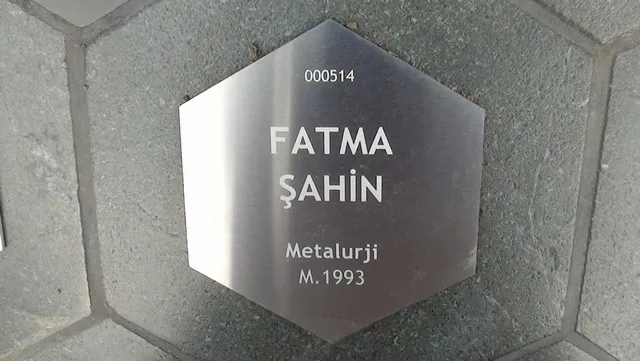 000514
FATMA
ŞAHİN
Metalurji
M.1993